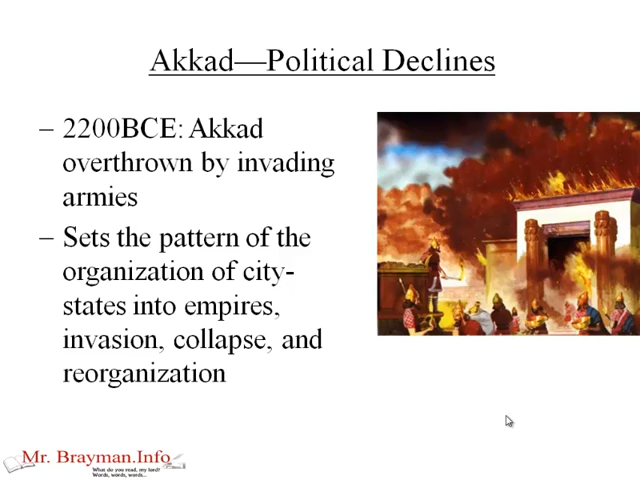 Akkad—Political Declines
– 2200BCE: Akkad
overthrown by invading
armies
– Sets the pattern of the
organization of city-
states into empires,
invasion, collapse, and
reorganization
Mr. Brayman.Info
What do you read, my lord?
Words, words, words...